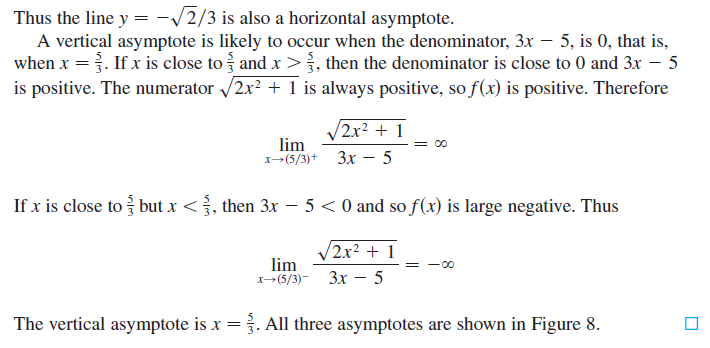 Thus the line y = −√2/3 is also a horizontal asymptote.
A vertical asymptote is likely to occur when the denominator, 3x − 5, is 0, that is,
when x = 5/3. If x is close to 5/3 and x > 5/3, then the denominator is close to 0 and 3x − 5
is positive. The numerator √(2x² + 1) is always positive, so f(x) is positive. Therefore
lim x→(5/3)⁺ √(2x² + 1) / (3x − 5) = ∞
If x is close to 5/3 but x < 5/3, then 3x − 5 < 0 and so f(x) is large negative. Thus
lim x→(5/3)⁻ √(2x² + 1) / (3x − 5) = −∞
The vertical asymptote is x = 5/3. All three asymptotes are shown in Figure 8. □